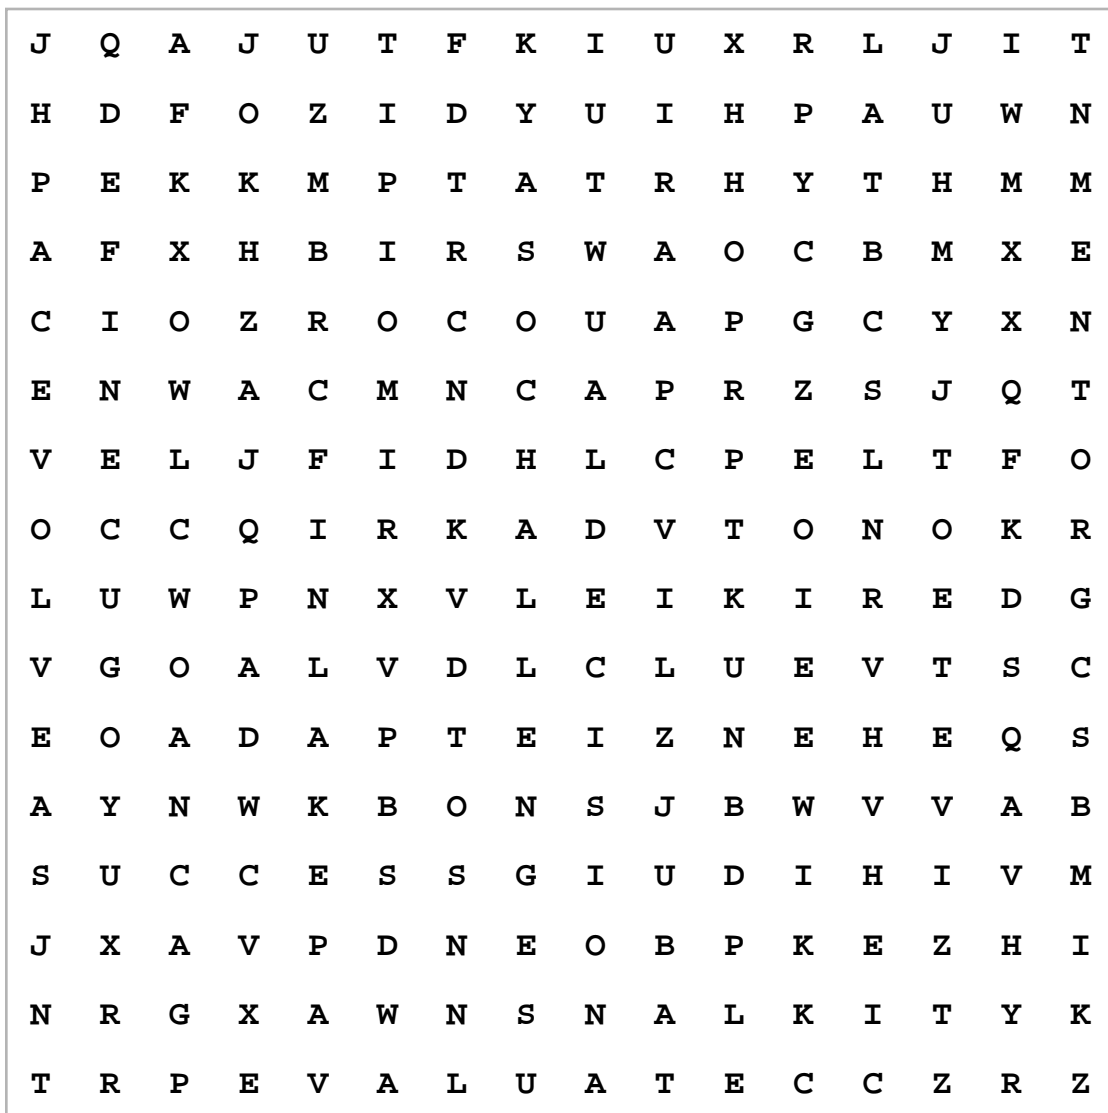 J Q A J U T F K I U X R L J I T
H D F O Z I D Y U I H P A U W N
P E K K M P T A T R H Y T H M M
A F X H B I R S W A O C B M X E
C I O Z R O C O U A P G C Y X N
E N W A C M N C A P R Z S J Q T
V E L J F I D H L C P E L T F O
O C C Q I R K A D V T O N O K R
L U W P N X V L E I K I R E D G
V G O A L V D L C L U E V T S C
E O A D A P T E I Z N E H E Q S
A Y N W K B O N S J B W V V A B
S U C C E S S G I U D I H I V M
J X A V P D N E O B P K E Z H I
N R G X A W N S N A L K I T Y K
T R P E V A L U A T E C C Z R Z